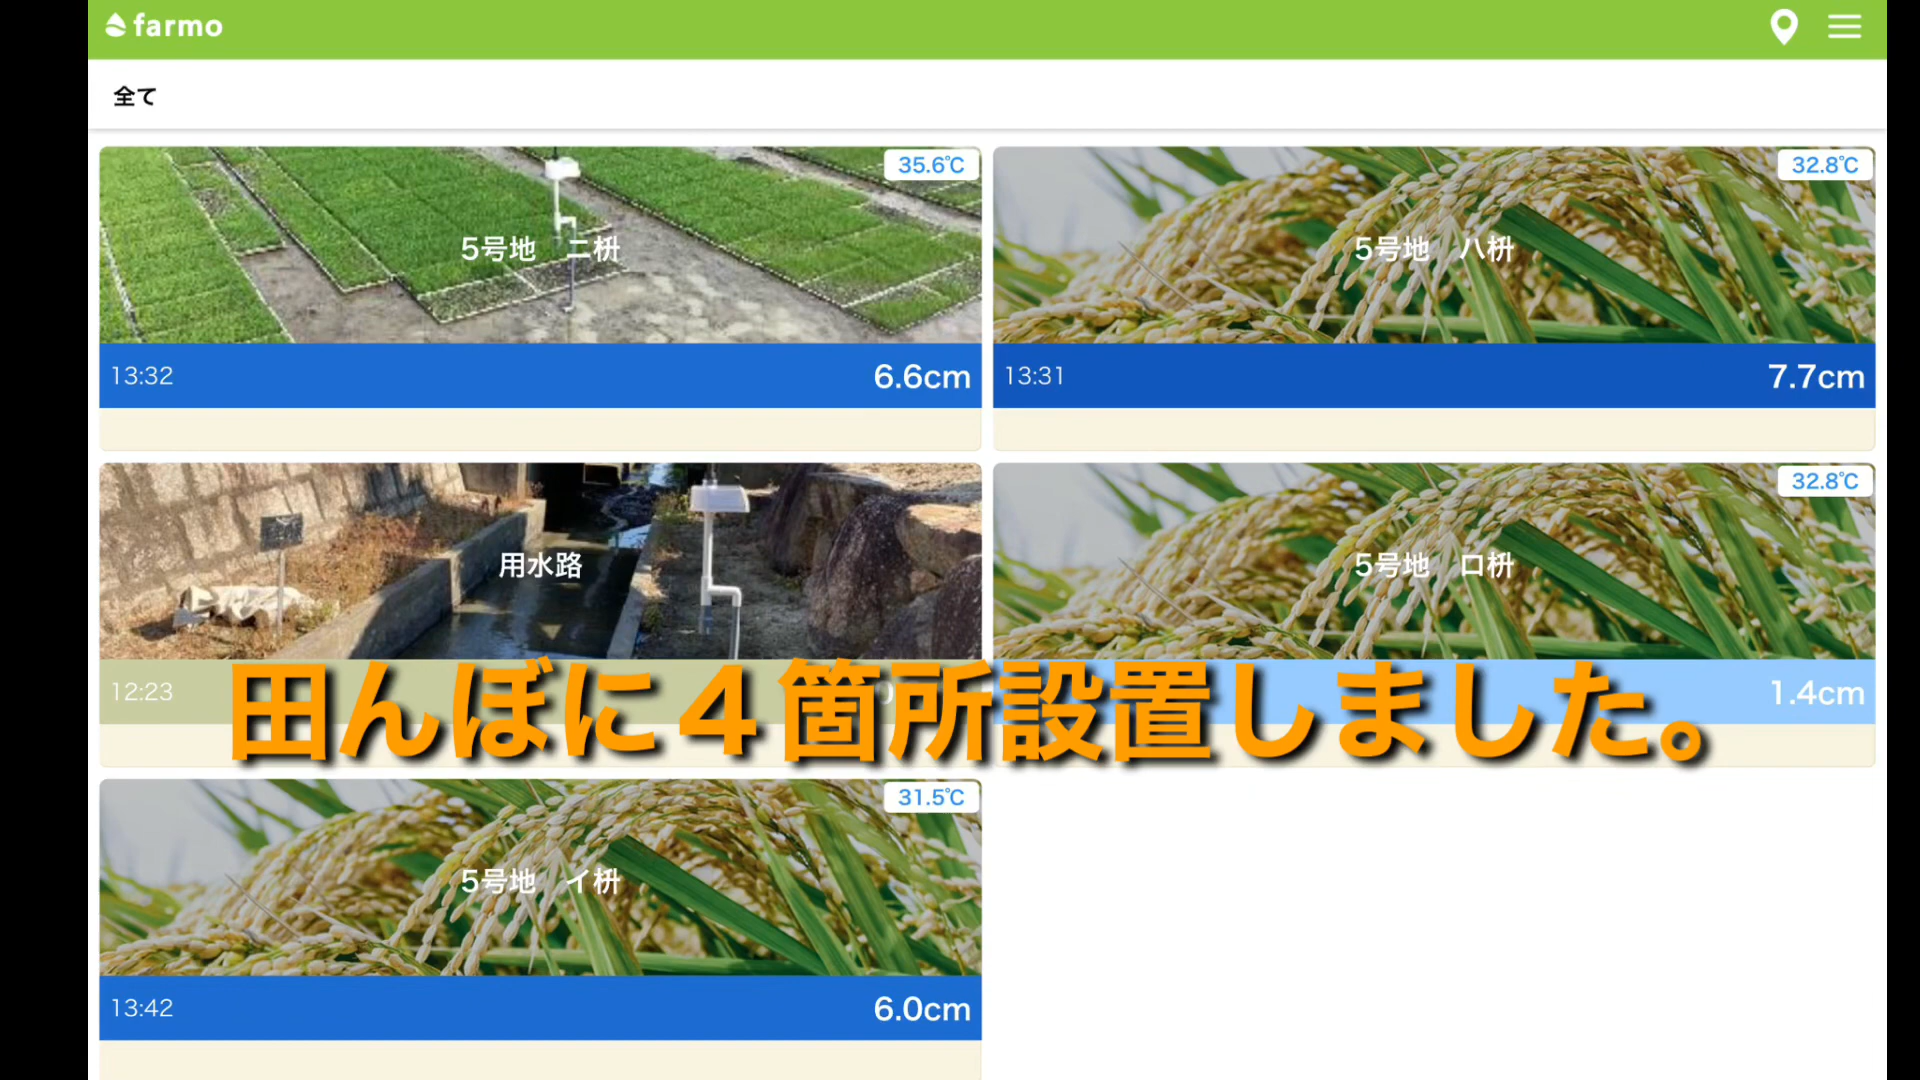 farmo
全て
35.6℃
5号地 ニ枡
13:32
6.6cm
32.8℃
5号地 ハ枡
13:31
7.7cm
用水路
12:23
32.8℃
5号地 ロ枡
1.4cm
田んぼに４箇所設置しました。
31.5℃
5号地 イ枡
13:42
6.0cm